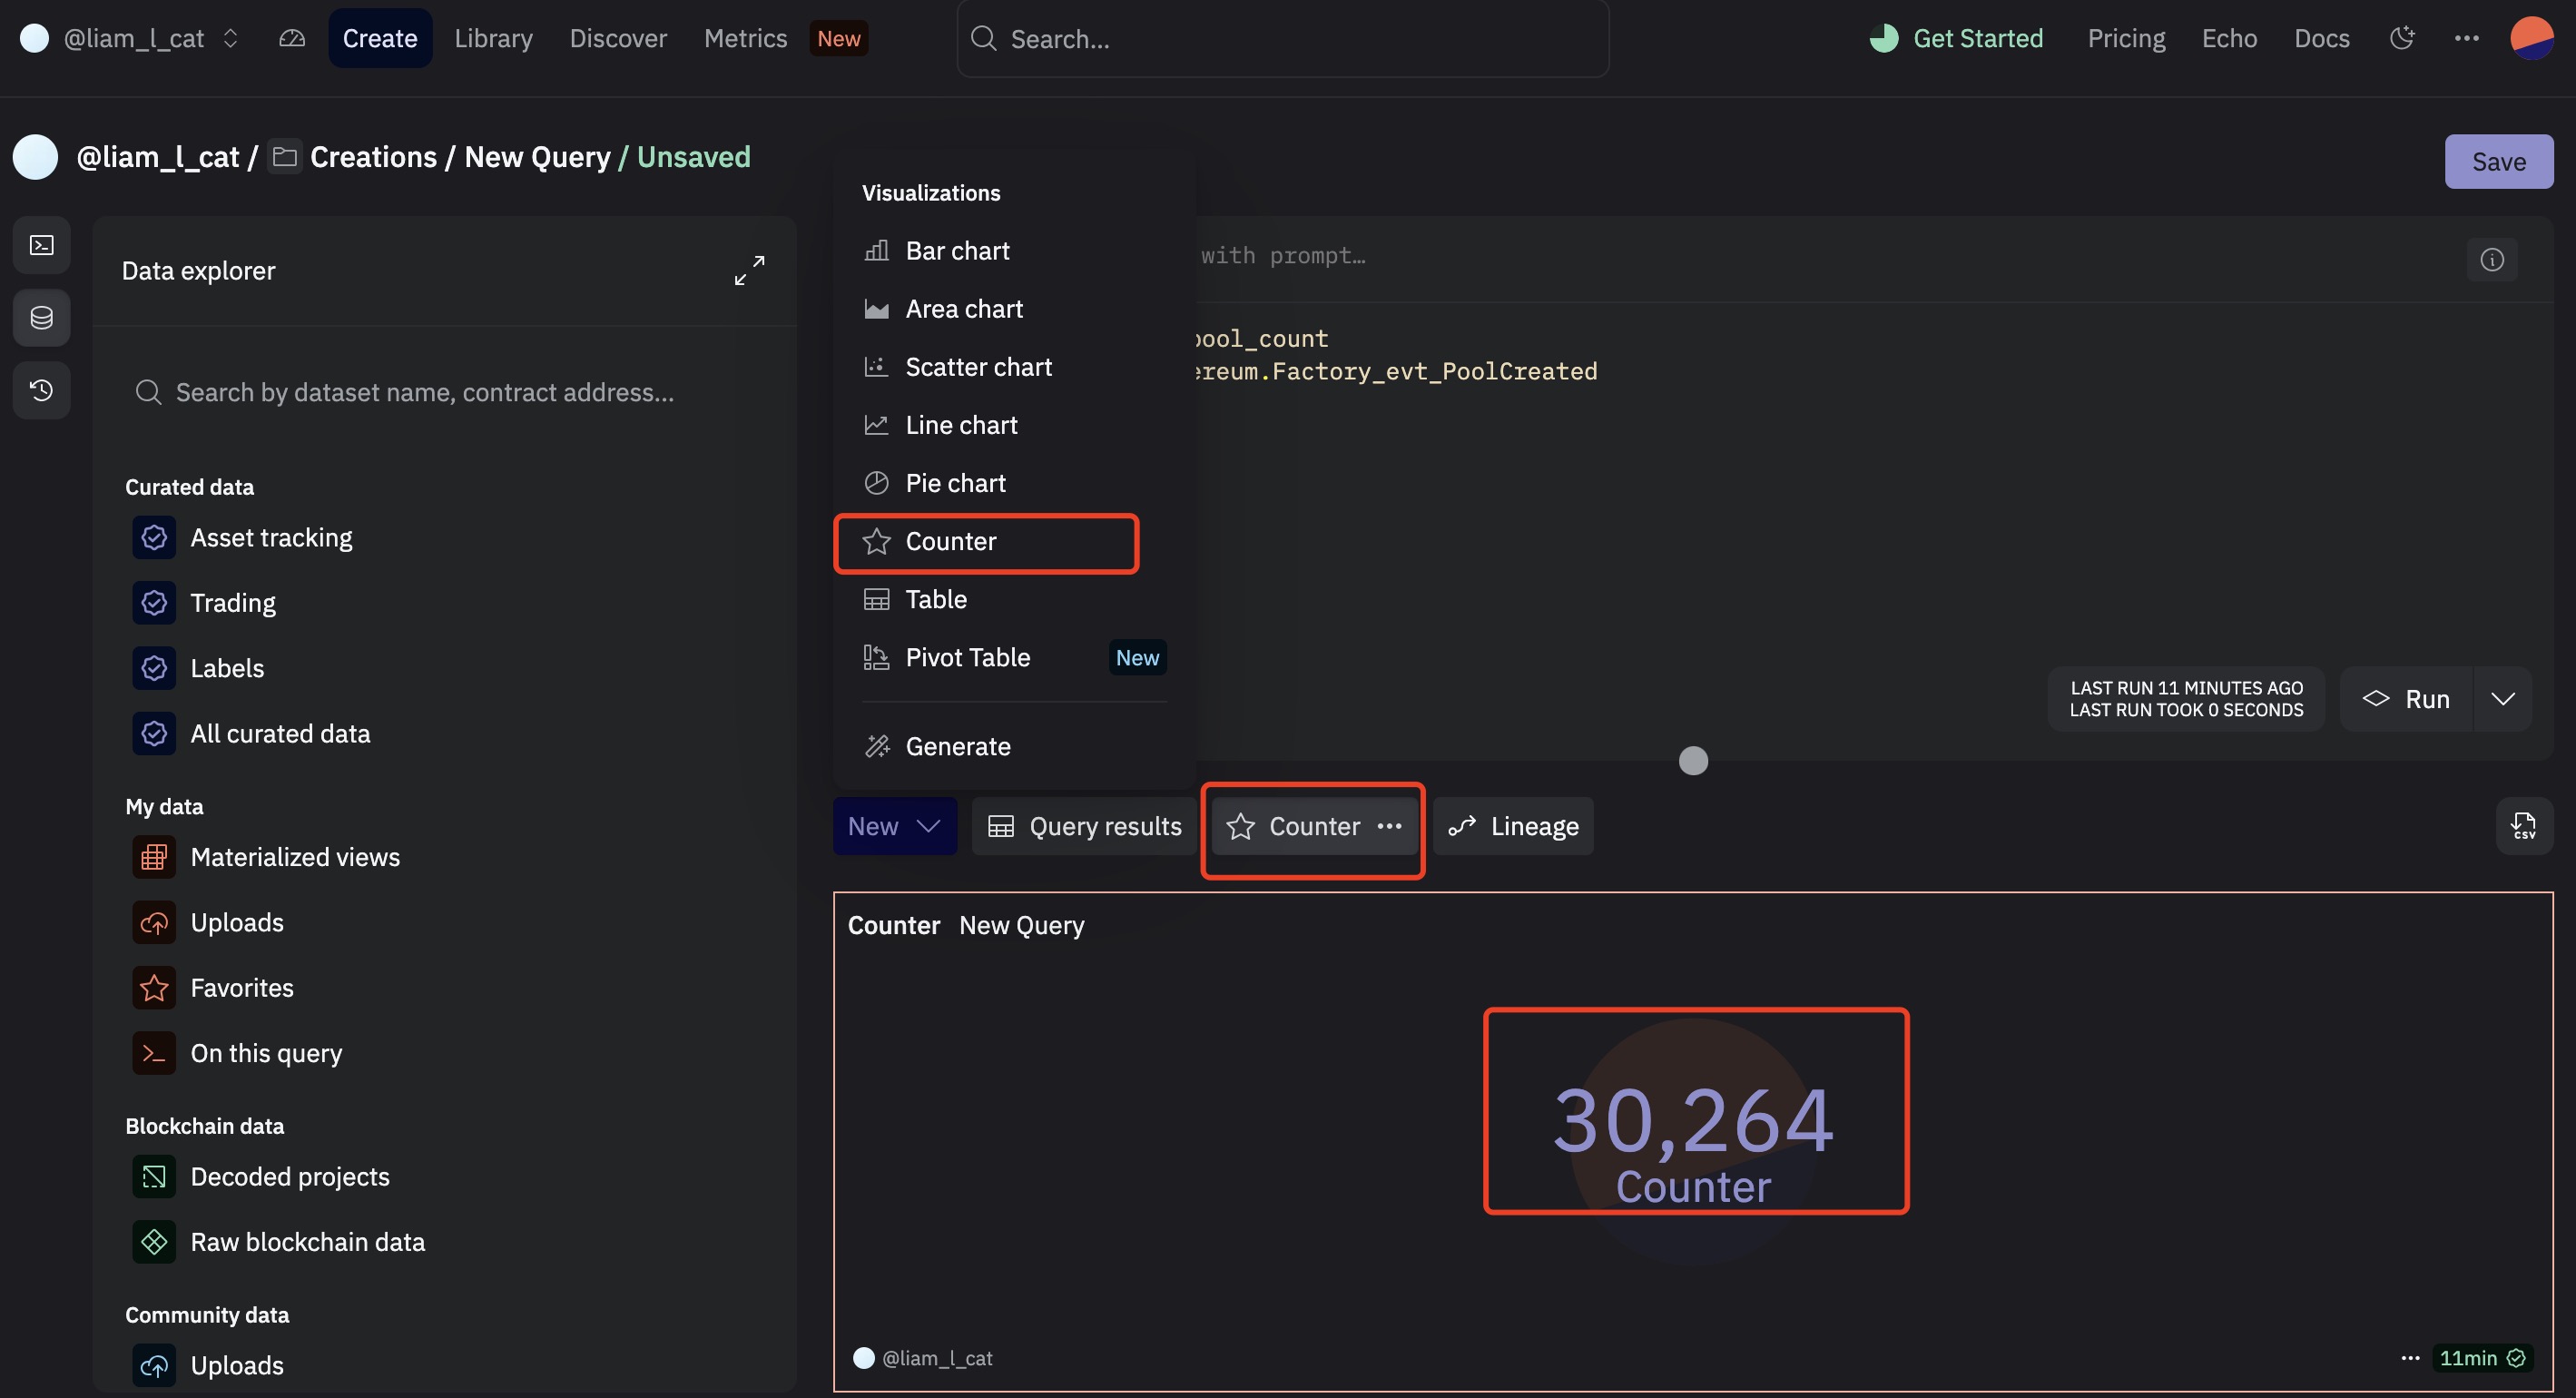 @liam_l_cat
Create
Library
Discover
Metrics
New
Search...
Get Started
Pricing
Echo
Docs
@liam_l_cat / Creations / New Query / Unsaved
Save
Data explorer
Search by dataset name, contract address...
Curated data
Asset tracking
Trading
Labels
All curated data
My data
Materialized views
Uploads
Favorites
On this query
Blockchain data
Decoded projects
Raw blockchain data
Community data
Uploads
Visualizations
Bar chart
Area chart
Scatter chart
Line chart
Pie chart
Counter
Table
Pivot Table New
Generate
with prompt…
pool_count
ereum.Factory_evt_PoolCreated
LAST RUN 11 MINUTES AGO
LAST RUN TOOK 0 SECONDS
Run
New
Query results
Counter
Lineage
CSV
Counter New Query
30,264
Counter
@liam_l_cat
11min